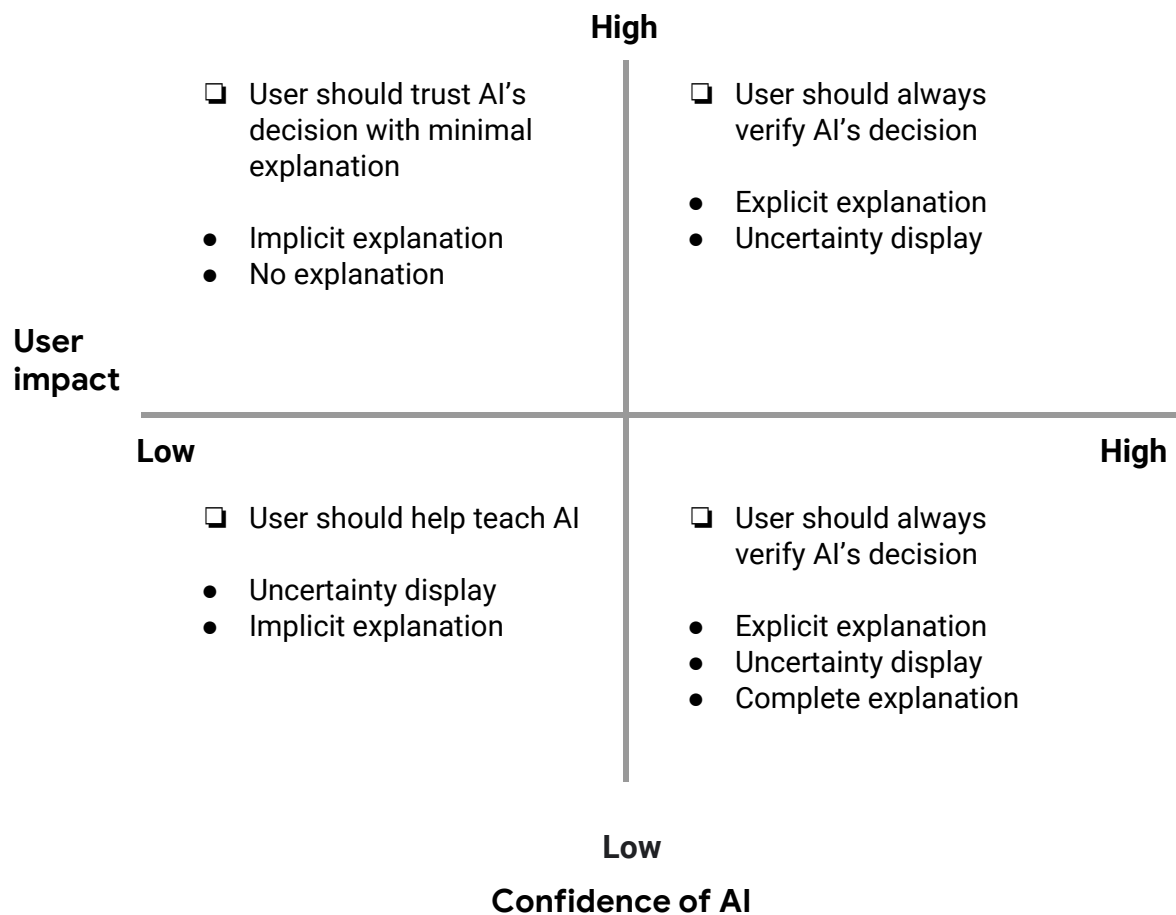 High
❏ User should trust AI’s
decision with minimal
explanation
● Implicit explanation
● No explanation
❏ User should always
verify AI’s decision
● Explicit explanation
● Uncertainty display
User
impact
Low
High
❏ User should help teach AI
● Uncertainty display
● Implicit explanation
❏ User should always
verify AI’s decision
● Explicit explanation
● Uncertainty display
● Complete explanation
Low
Confidence of AI